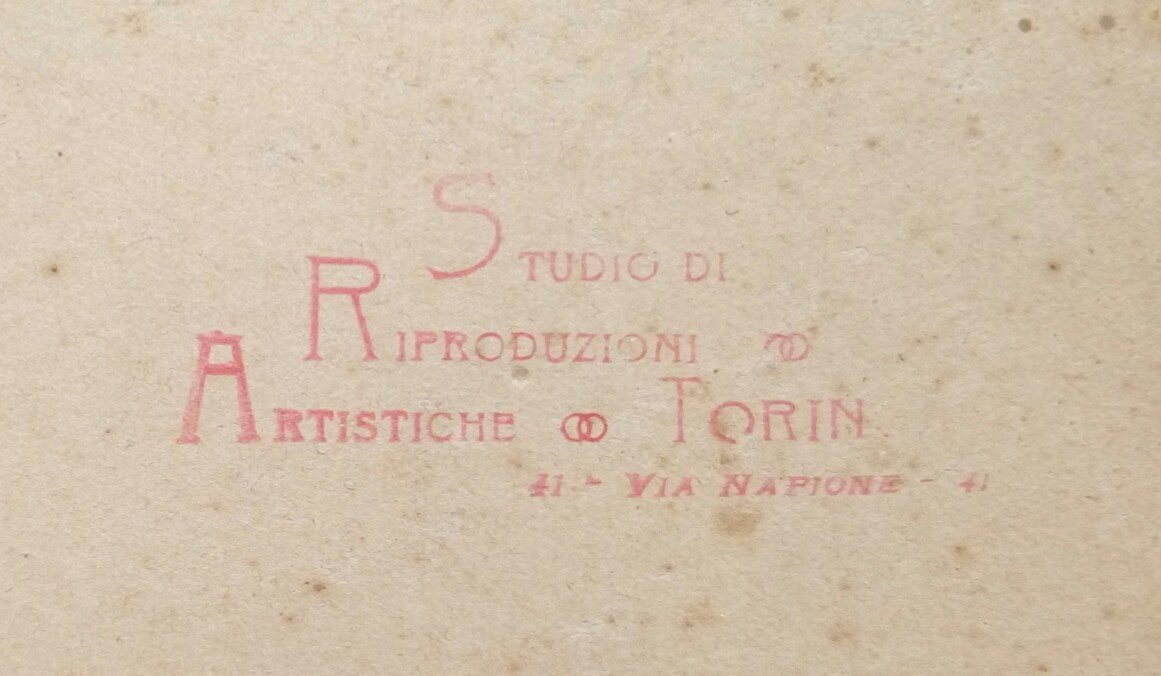 STUDIO DI
RIPRODUZIONI
ARTISTICHE TORIN
41 - VIA NAPIONE - 41